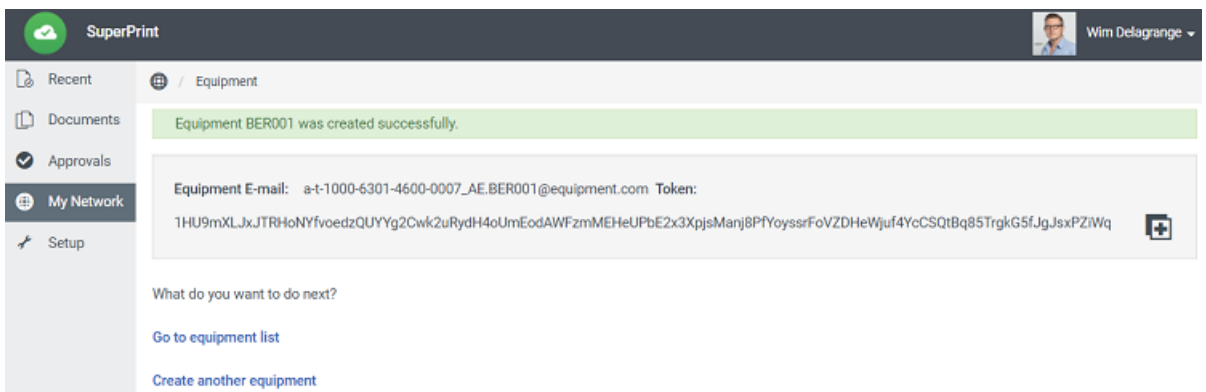 SuperPrint
Wim Delagrange
Recent
Documents
Approvals
My Network
Setup
/ Equipment
Equipment BER001 was created successfully.
Equipment E-mail: a-t-1000-6301-4600-0007_AE.BER001@equipment.com Token:
1HU9mXLJxJTRHoNYfvoedzQUYYg2Cwk2uRydH4oUmEodAWFzmMEHeUPbE2x3XpjsManj8PfYoyssrFoVZDHeWjuf4YcCSQtBq85TrgkG5fJgJsxPZiWq
What do you want to do next?
Go to equipment list
Create another equipment